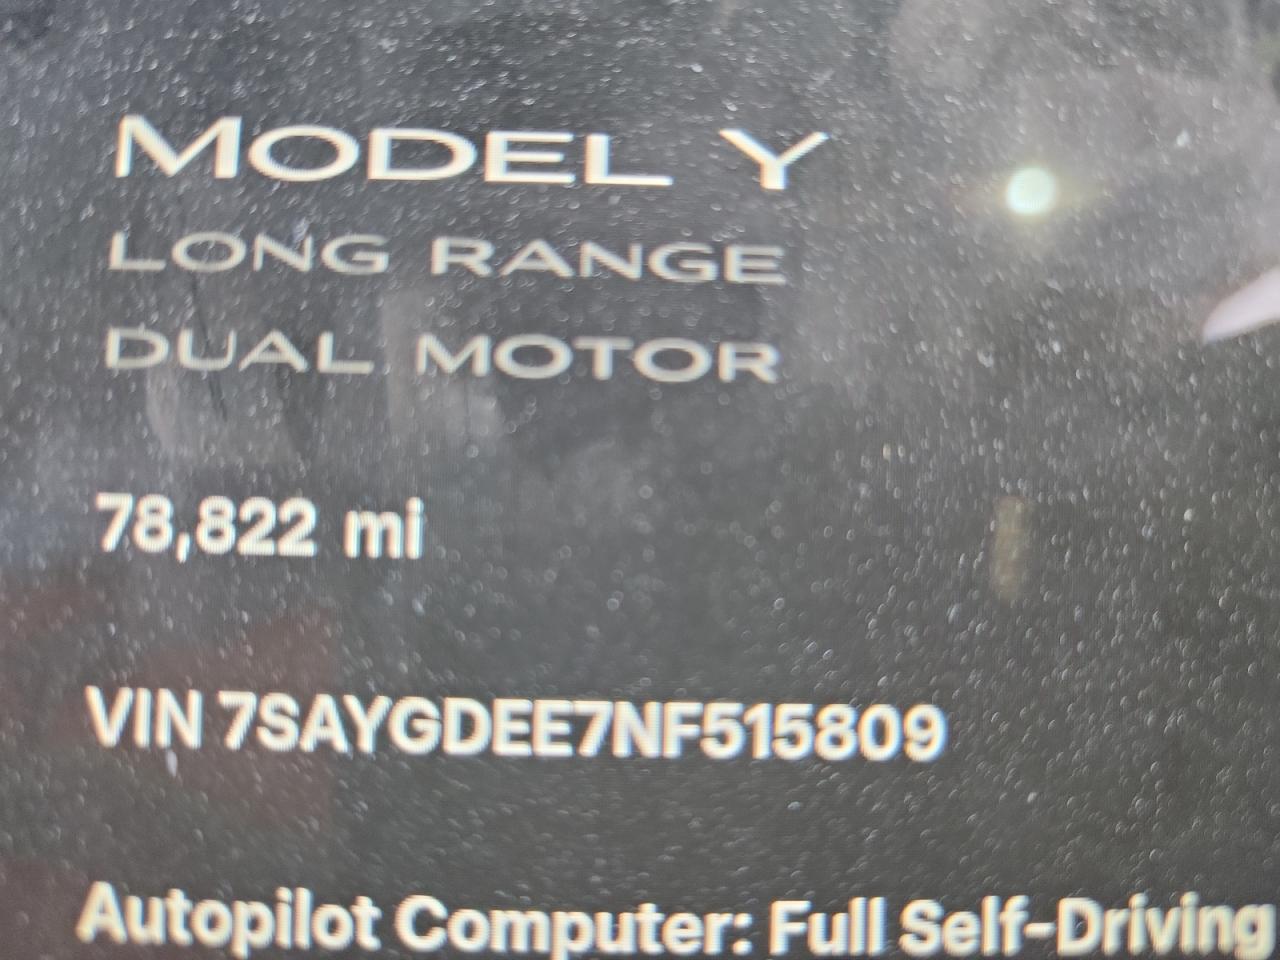 MODEL Y
LONG RANGE
DUAL MOTOR
78,822 mi
VIN 7SAYGDEE7NF515809
Autopilot Computer: Full Self-Driving